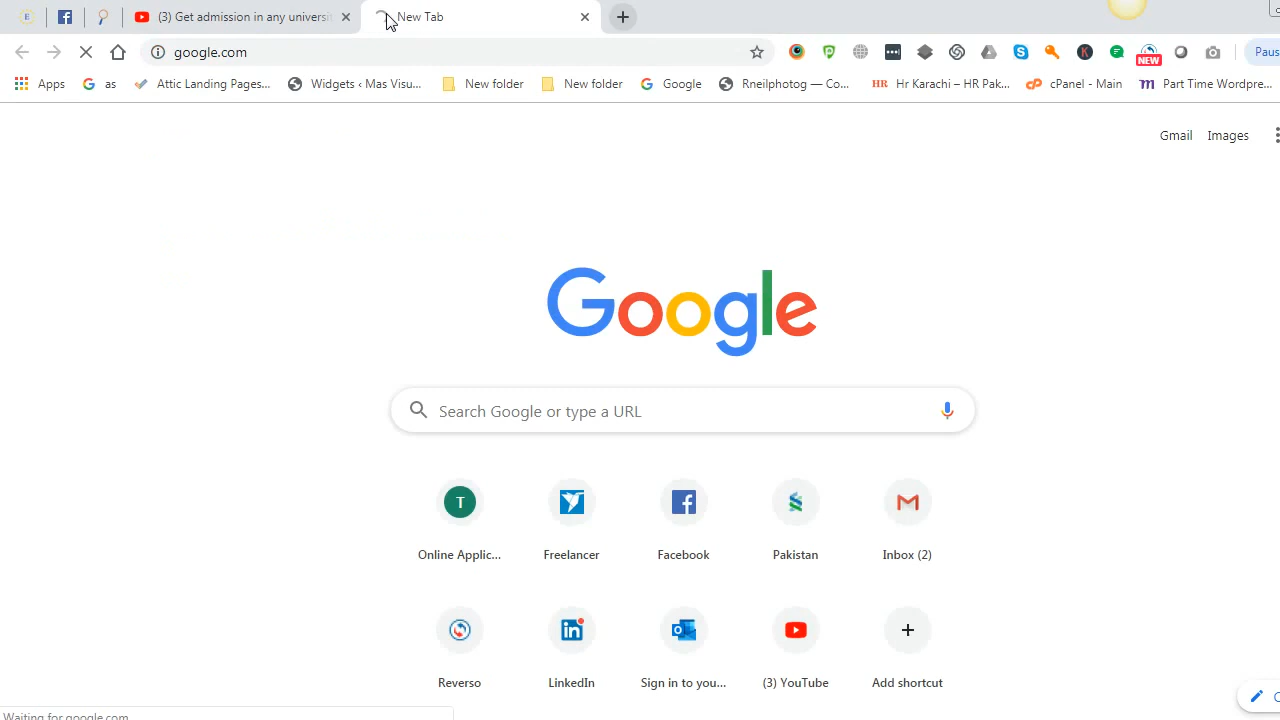 (3) Get admission in any universi
New Tab
google.com
NEW
Paus
Apps
as
Attic Landing Pages...
Widgets ‹ Mas Visu...
New folder
New folder
Google
Rneilphotog — Co...
HR
Hr Karachi – HR Pak...
cP
cPanel - Main
m
Part Time Wordpre...
Gmail
Images
Google
Search Google or type a URL
T
Online Applic...
Freelancer
Facebook
Pakistan
Inbox (2)
Reverso
LinkedIn
Sign in to you...
(3) YouTube
Add shortcut
Waiting for google.com